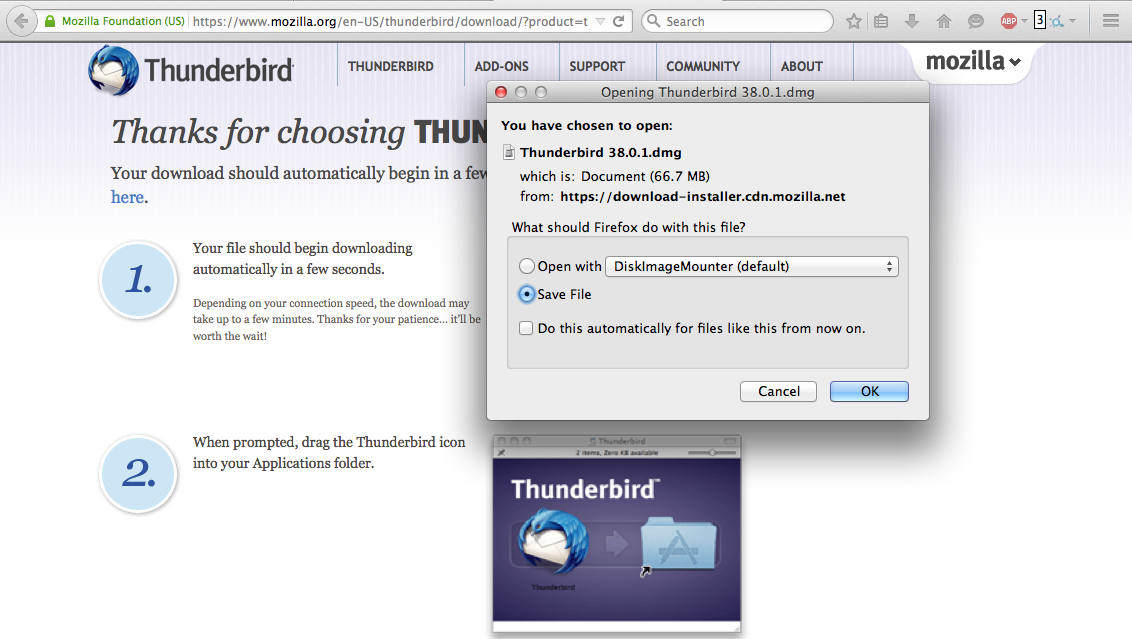 Mozilla Foundation (US) https://www.mozilla.org/en-US/thunderbird/download/?product=t Search ABP 3
Thunderbird THUNDERBIRD ADD-ONS SUPPORT COMMUNITY ABOUT mozilla
Opening Thunderbird 38.0.1.dmg
You have chosen to open:
Thunderbird 38.0.1.dmg
which is: Document (66.7 MB)
from: https://download-installer.cdn.mozilla.net
What should Firefox do with this file?
Open with DiskImageMounter (default)
Save File
Do this automatically for files like this from now on.
Cancel OK
Thanks for choosing THUN
Your download should automatically begin in a few
here.
1.
Your file should begin downloading
automatically in a few seconds.
Depending on your connection speed, the download may
take up to a few minutes. Thanks for your patience... it'll be
worth the wait!
2.
When prompted, drag the Thunderbird icon
into your Applications folder.
Thunderbird
2 items, Zero KB available
Thunderbird™
Thunderbird